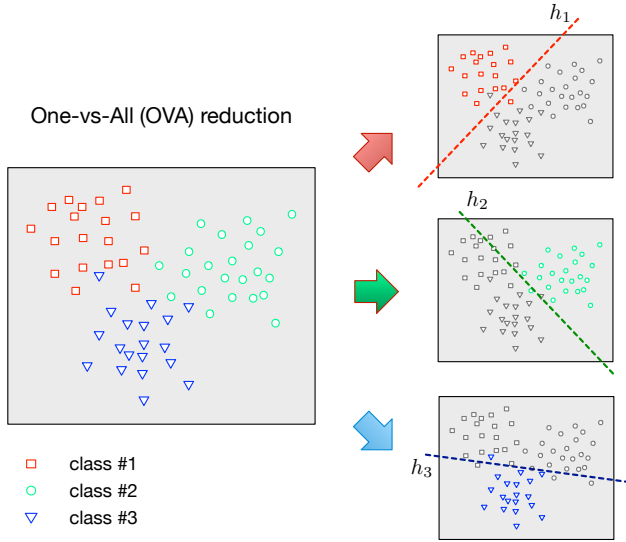 One-vs-All (OVA) reduction
class #1
class #2
class #3
h₁
h₂
h₃